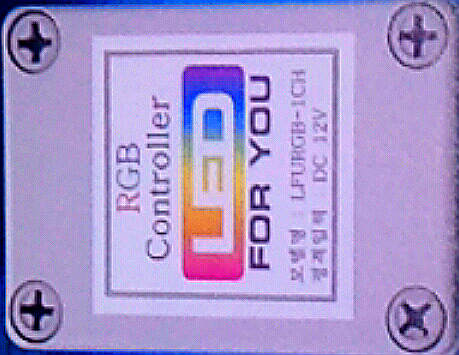 RGB
Controller
LED
FOR YOU
모델명 : LFURGB-1CH
정격입력 DC 12V